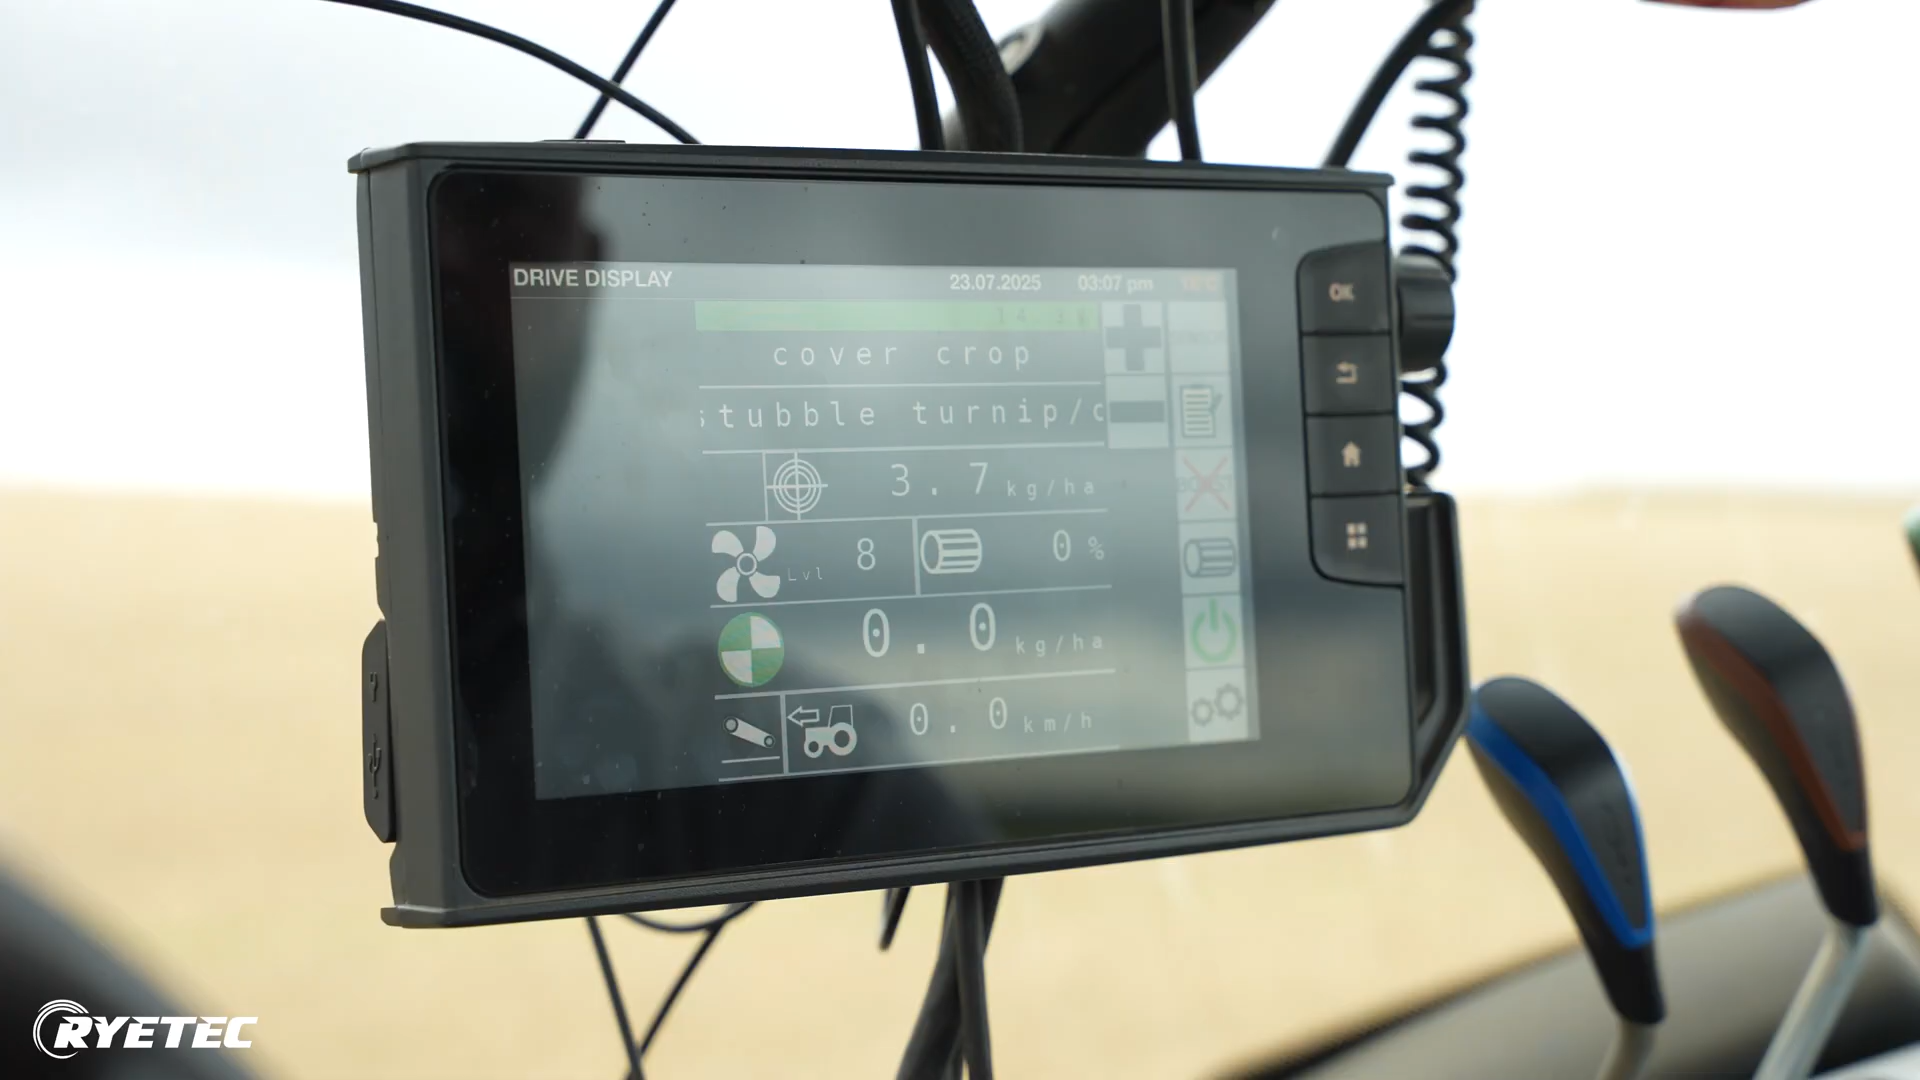 DRIVE DISPLAY 23.07.2025 03:07 pm
cover crop
stubble turnip/c
3.7 kg/ha
Lvl 8 0 %
0.0 kg/ha
0.0 km/h
OK
RYETEC